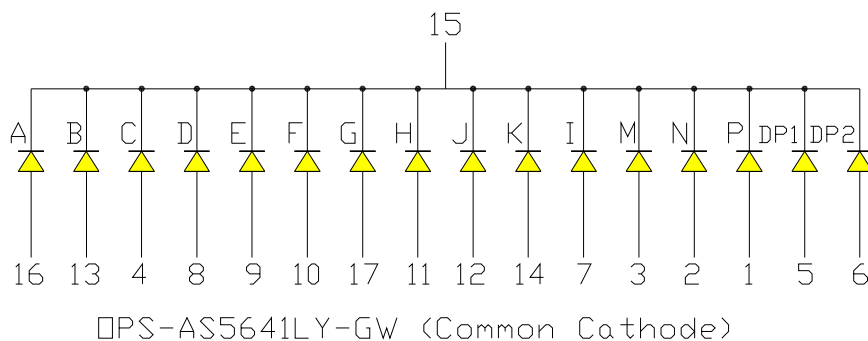 15
A B C D E F G H J K I M N P DP1 DP2
16 13 4 8 9 10 17 11 12 14 7 3 2 1 5 6
OPS-AS5641LY-GW (Common Cathode)